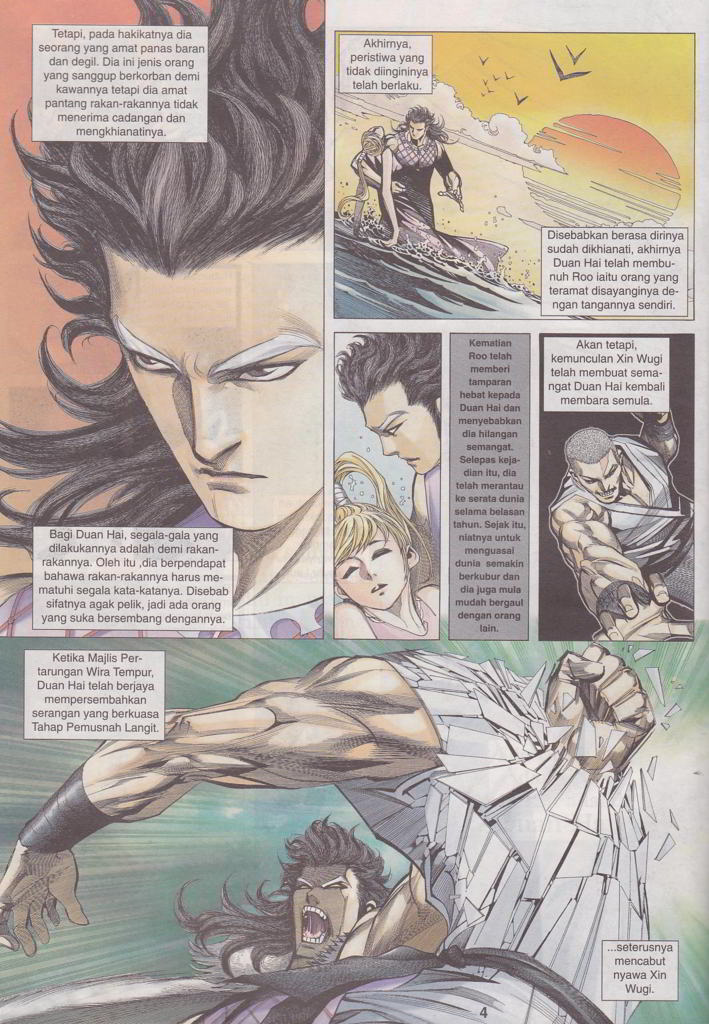 Tetapi, pada hakikatnya dia
seorang yang amat panas baran
dan degil. Dia ini jenis orang
yang sanggup berkorban demi
kawannya tetapi dia amat
pantang rakan-rakannya tidak
menerima cadangan dan
mengkhianatinya.
Akhirnya,
peristiwa yang
tidak diingininya
telah berlaku.
Disebabkan berasa dirinya
sudah dikhianati, akhirnya
Duan Hai telah membu-
nuh Roo iaitu orang yang
teramat disayanginya de-
ngan tangannya sendiri.
Bagi Duan Hai, segala-gala yang
dilakukannya adalah demi rakan-
rakannya. Oleh itu ,dia berpendapat
bahawa rakan-rakannya harus me-
matuhi segala kata-katanya. Disebab
sifatnya agak pelik, jadi ada orang
yang suka bersembang dengannya.
Kematian
Roo telah
memberi
tamparan
hebat kepada
Duan Hai dan
menyebabkan
dia hilangan
semangat.
Selepas keja-
dian itu, dia
telah merantau
ke serata dunia
selama belasan
tahun. Sejak itu,
niatnya untuk
menguasai
dunia semakin
berkubur dan
dia juga mula
mudah bergaul
dengan orang
lain.
Akan tetapi,
kemunculan Xin Wugi
telah membuat sema-
ngat Duan Hai kembali
membara semula.
Ketika Majlis Per-
tarungan Wira Tempur,
Duan Hai telah berjaya
mempersembahkan
serangan yang berkuasa
Tahap Pemusnah Langit.
...seterusnya
mencabut
nyawa Xin
Wugi.
4